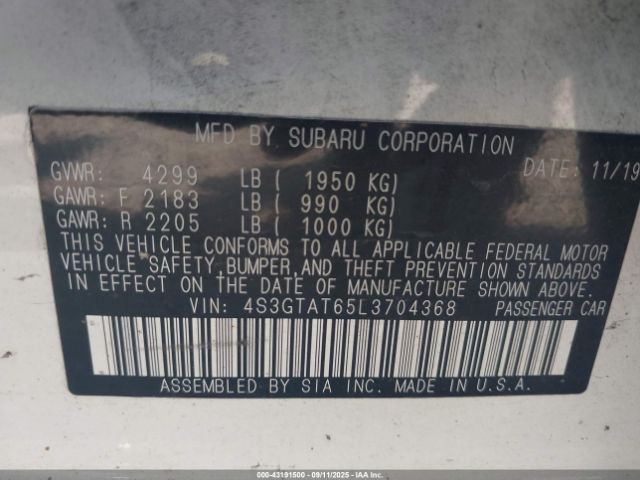 MFD BY SUBARU CORPORATION
DATE: 11/19
GVWR: 4299 LB ( 1950 KG)
GAWR: F 2183 LB ( 990 KG)
GAWR: R 2205 LB ( 1000 KG)
THIS VEHICLE CONFORMS TO ALL APPLICABLE FEDERAL MOTOR
VEHICLE SAFETY, BUMPER, AND THEFT PREVENTION STANDARDS
IN EFFECT ON THE DATE OF MANUFACTURE SHOWN ABOVE.
VIN: 4S3GTAT65L3704368 PASSENGER CAR
ASSEMBLED BY SIA INC. MADE IN U.S.A.
000-43191500 - 09/11/2025 - IAAI.COM